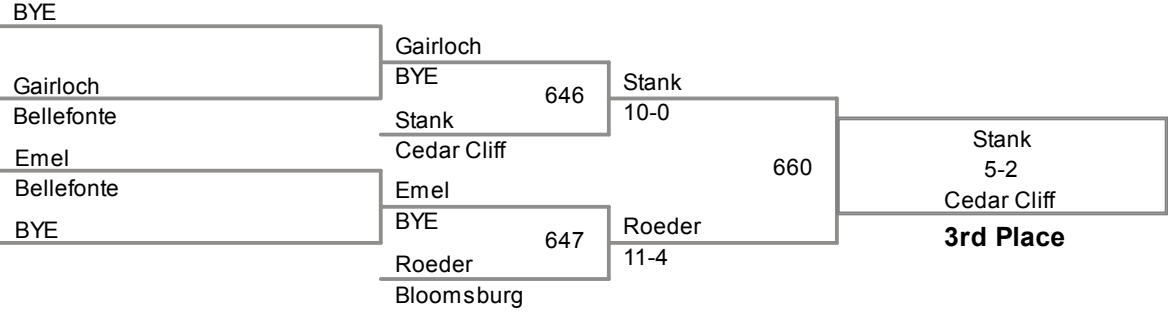 BYE
Gairloch
Bellefonte
Emel
Bellefonte
BYE
Gairloch
BYE
646
Stank
Cedar Cliff
Emel
BYE
647
Roeder
Bloomsburg
Stank
10-0
660
Roeder
11-4
Stank
5-2
Cedar Cliff
3rd Place